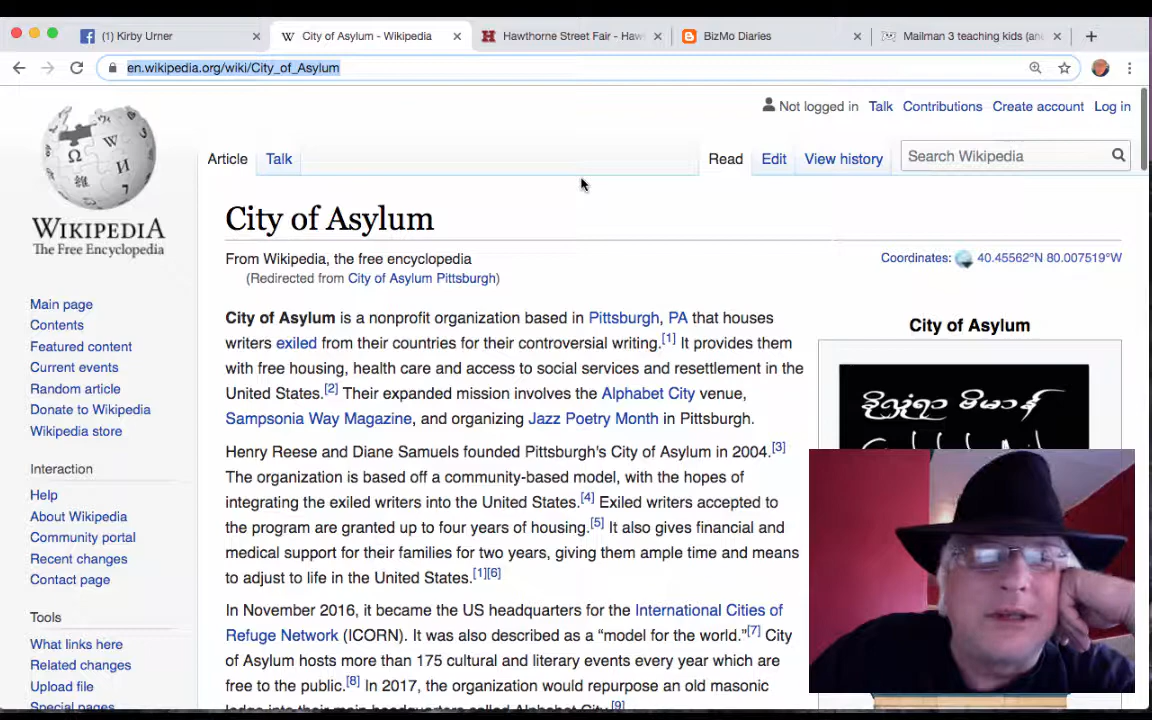 (1) Kirby Urner
City of Asylum - Wikipedia
Hawthorne Street Fair - Haw
BizMo Diaries
Mailman 3 teaching kids (an
en.wikipedia.org/wiki/City_of_Asylum
Not logged in Talk Contributions Create account Log in
Article Talk Read Edit View history Search Wikipedia
WIKIPEDIA
The Free Encyclopedia
Main page
Contents
Featured content
Current events
Random article
Donate to Wikipedia
Wikipedia store
Interaction
Help
About Wikipedia
Community portal
Recent changes
Contact page
Tools
What links here
Related changes
Upload file
Special pages
City of Asylum
From Wikipedia, the free encyclopedia
(Redirected from City of Asylum Pittsburgh)
Coordinates: 40.45562°N 80.007519°W
City of Asylum is a nonprofit organization based in Pittsburgh, PA that houses
writers exiled from their countries for their controversial writing.[1] It provides them
with free housing, health care and access to social services and resettlement in the
United States.[2] Their expanded mission involves the Alphabet City venue,
Sampsonia Way Magazine, and organizing Jazz Poetry Month in Pittsburgh.
Henry Reese and Diane Samuels founded Pittsburgh's City of Asylum in 2004.[3]
The organization is based off a community-based model, with the hopes of
integrating the exiled writers into the United States.[4] Exiled writers accepted to
the program are granted up to four years of housing.[5] It also gives financial and
medical support for their families for two years, giving them ample time and means
to adjust to life in the United States.[1][6]
In November 2016, it became the US headquarters for the International Cities of
Refuge Network (ICORN). It was also described as a “model for the world.”[7] City
of Asylum hosts more than 175 cultural and literary events every year which are
free to the public.[8] In 2017, the organization would repurpose an old masonic
lodge into their main headquarters called Alphabet City.[9]
City of Asylum